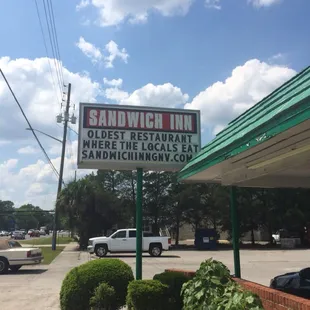 SANDWICH INN
OLDEST RESTAURANT
WHERE THE LOCALS EAT
SANDWICHINNGNV.COM